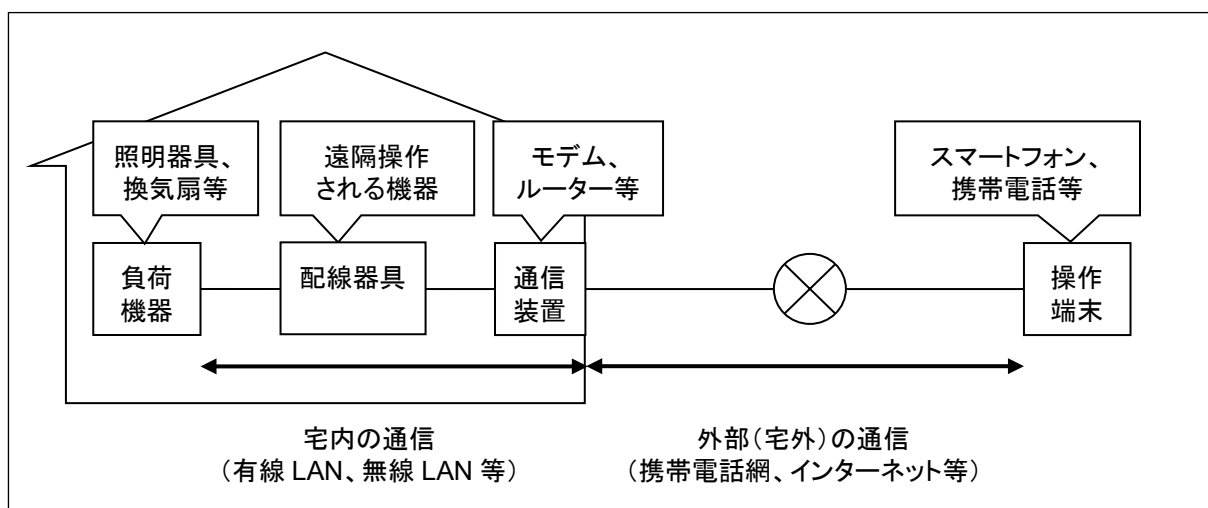 照明器具、
換気扇等
遠隔操作
される機器
モデム、
ルーター等
スマートフォン、
携帯電話等
負荷
機器
配線器具
通信
装置
操作
端末
宅内の通信
（有線 LAN、無線 LAN 等）
外部（宅外）の通信
（携帯電話網、インターネット等）